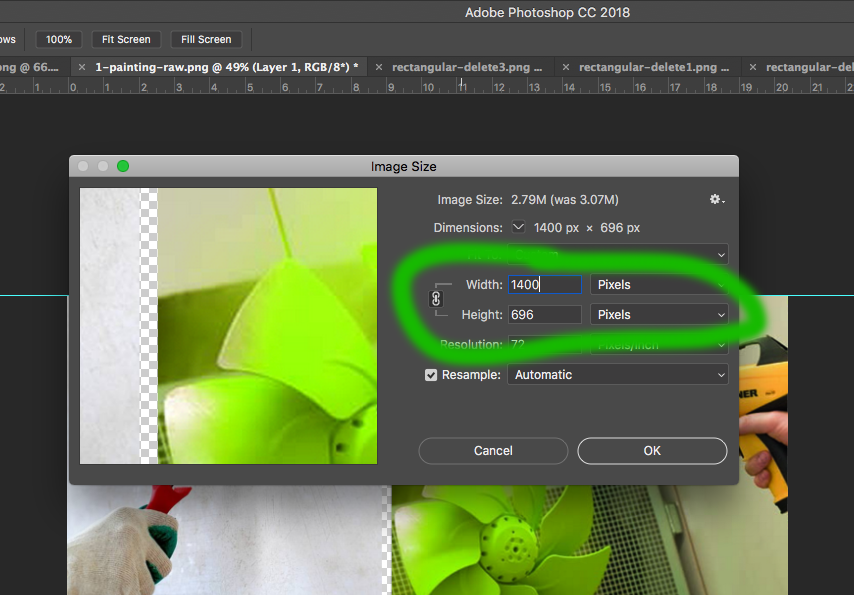 Adobe Photoshop CC 2018
ows 100% Fit Screen Fill Screen
png @ 66.... × 1-painting-raw.png @ 49% (Layer 1, RGB/8*) * × rectangular-delete3.png ... × rectangular-delete1.png ... × rectangular-del
2 1 0 1 2 3 4 5 6 7 8 9 10 11 12 13 14 15 16 17 18 19 20 21 2
Image Size
Image Size: 2.79M (was 3.07M)
Dimensions: 1400 px × 696 px
Width: 1400 Pixels
Height: 696 Pixels
Resolution: 72 Pixels/Inch
Resample: Automatic
Cancel OK
NER